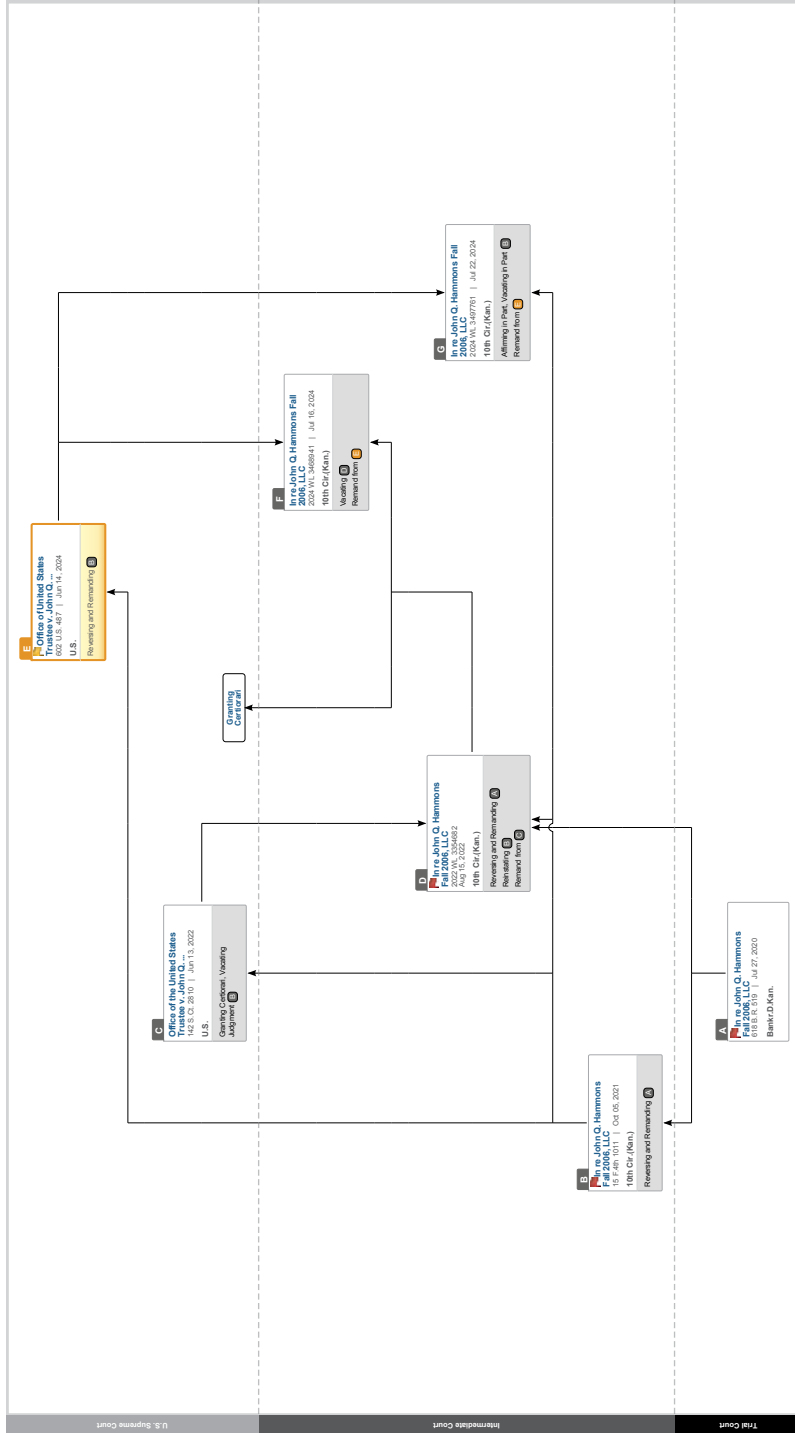 A
In re John Q. Hammons
Fall 2006, LLC
618 B.R. 519 | Jul 27, 2020
Bankr.D.Kan.
B
In re John Q. Hammons
Fall 2006, LLC
15 F.4th 1011 | Oct 05, 2021
10th Cir.(Kan.)
Reversing and Remanding A
C
Office of the United States
Trustee v. John Q. ...
142 S.Ct. 2810 | Jun 13, 2022
U.S.
Granting Certiorari, Vacating
Judgment B
D
In re John Q. Hammons
Fall 2006, LLC
2022 WL 3354682
Aug 15, 2022
10th Cir.(Kan.)
Reversing and Remanding A
Reinstating B
Remand from C
Granting
Certiorari
E
Office of United States
Trustee v. John Q. ...
602 U.S. 487 | Jun 14, 2024
U.S.
Reversing and Remanding B
F
In re John Q. Hammons Fall
2006, LLC
2024 WL 3468941 | Jul 16, 2024
10th Cir.(Kan.)
Vacating D
Remand from E
G
In re John Q. Hammons Fall
2006, LLC
2024 WL 3497761 | Jul 22, 2024
10th Cir.(Kan.)
Affirming in Part, Vacating in Part B
Remand from E
U.S. Supreme Court
Intermediate Court
Trial Court